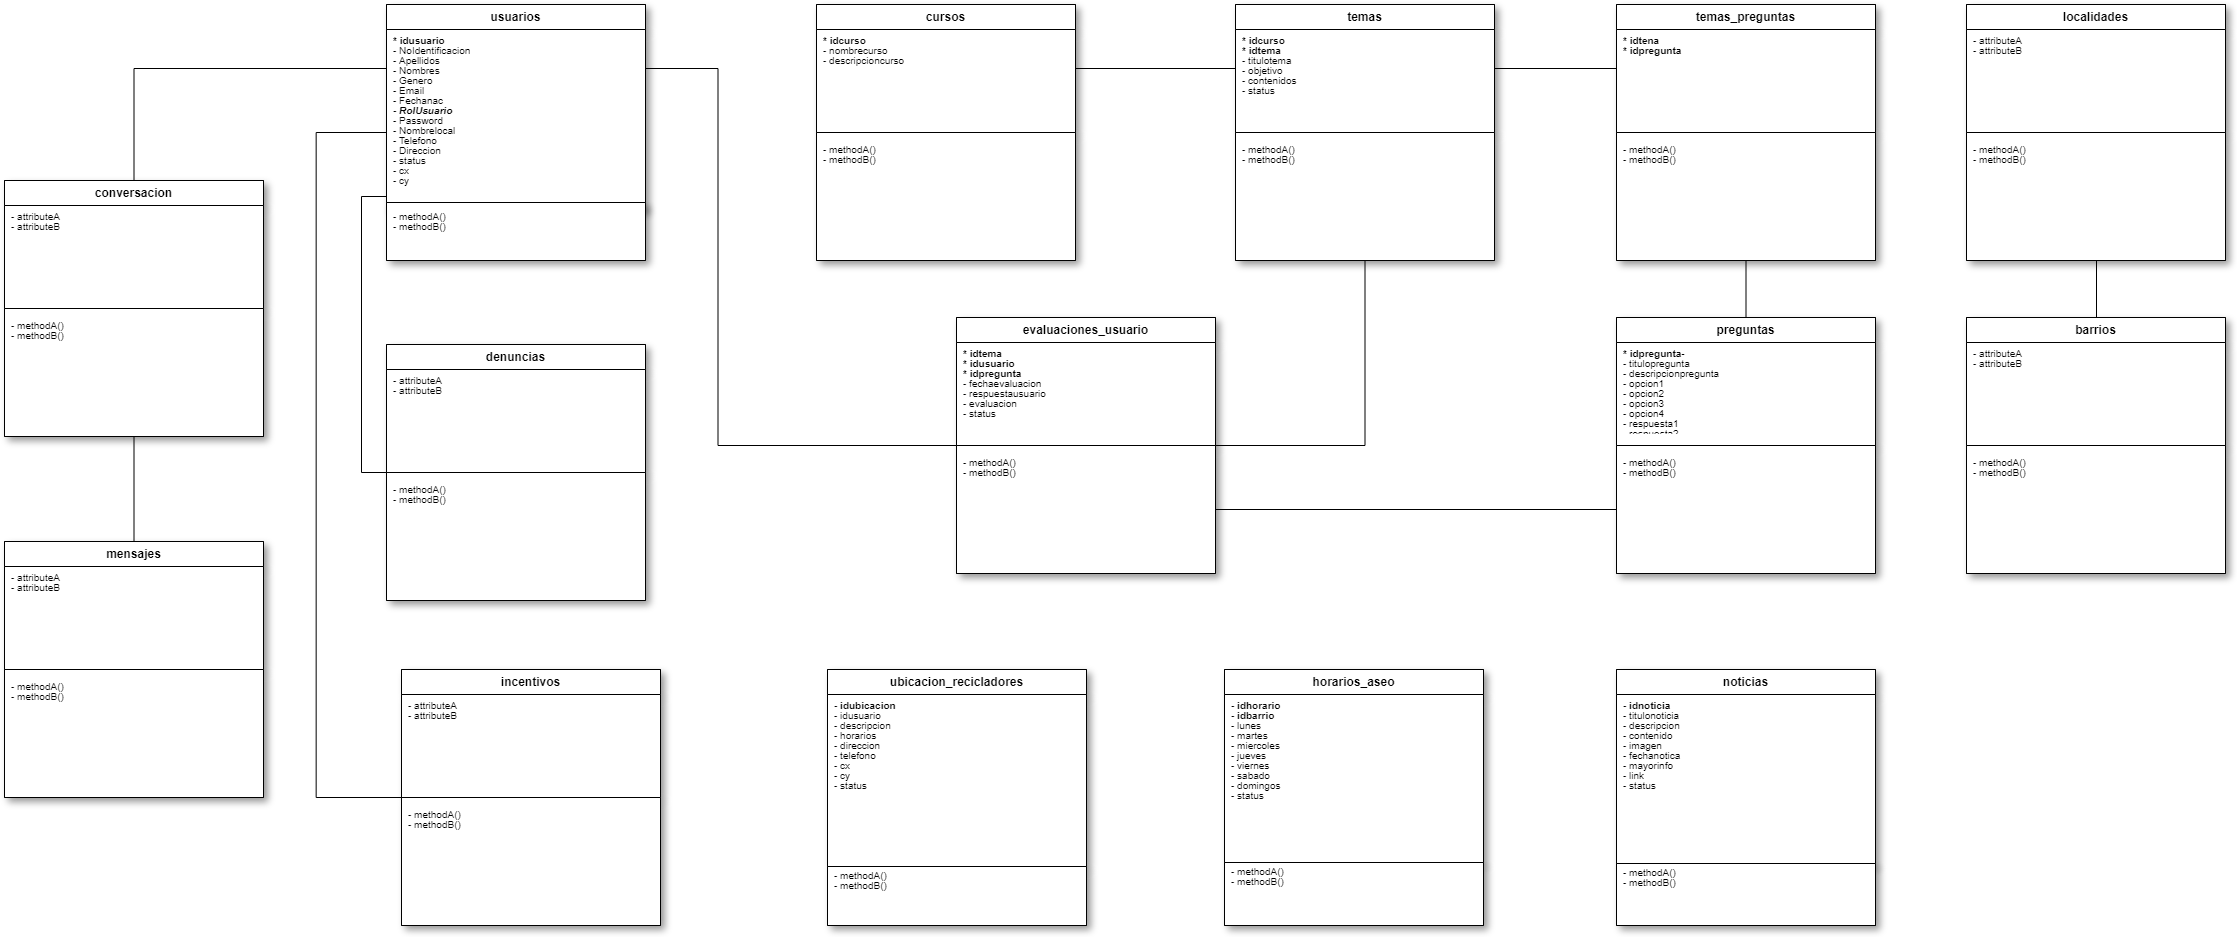 usuarios
* idusuario
- NoIdentificacion
- Apellidos
- Nombres
- Genero
- Email
- Fechanac
- RolUsuario
- Password
- Nombrelocal
- Telefono
- Direccion
- status
- cx
- cy
- methodA()
- methodB()
cursos
* idcurso
- nombrecurso
- descripcioncurso
- methodA()
- methodB()
temas
* idcurso
* idtema
- titulotema
- objetivo
- contenidos
- status
- methodA()
- methodB()
temas_preguntas
* idtena
* idpregunta
- methodA()
- methodB()
localidades
- attributeA
- attributeB
- methodA()
- methodB()
conversacion
- attributeA
- attributeB
- methodA()
- methodB()
denuncias
- attributeA
- attributeB
- methodA()
- methodB()
evaluaciones_usuario
* idtema
* idusuario
* idpregunta
- fechaevaluacion
- respuestausuario
- evaluacion
- status
- methodA()
- methodB()
preguntas
* idpregunta-
- titulopregunta
- descripcionpregunta
- opcion1
- opcion2
- opcion3
- opcion4
- respuesta1
- methodA()
- methodB()
barrios
- attributeA
- attributeB
- methodA()
- methodB()
mensajes
- attributeA
- attributeB
- methodA()
- methodB()
incentivos
- attributeA
- attributeB
- methodA()
- methodB()
ubicacion_recicladores
- idubicacion
- idusuario
- descripcion
- horarios
- direccion
- telefono
- cx
- cy
- status
- methodA()
- methodB()
horarios_aseo
- idhorario
- idbarrio
- lunes
- martes
- miercoles
- jueves
- viernes
- sabado
- domingos
- status
- methodA()
- methodB()
noticias
- idnoticia
- titulonoticia
- descripcion
- contenido
- imagen
- fechanotica
- mayorinfo
- link
- status
- methodA()
- methodB()